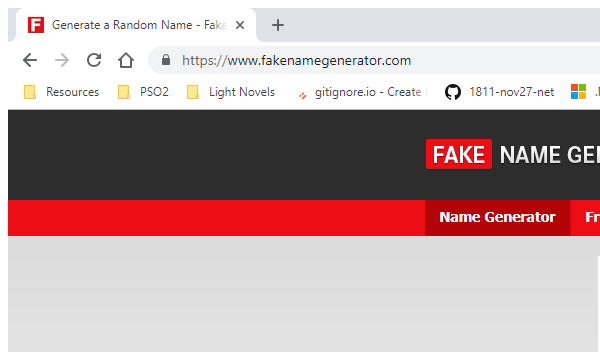 F Generate a Random Name - Fake
https://www.fakenamegenerator.com
Resources PSO2 Light Novels gitignore.io - Create 1811-nov27-net
FAKE NAME GE
Name Generator Fr